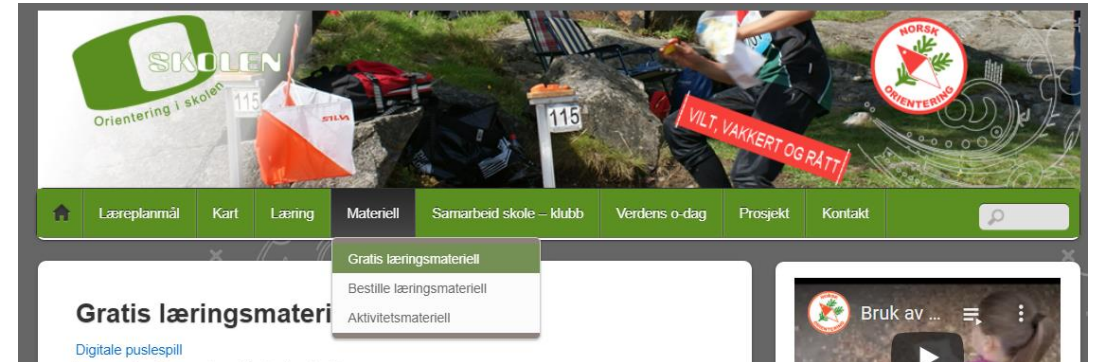 SKOLEN
Orientering i skolen
115
SILVA
115
VILT, VAKKERT OG RÅTT
NORSK
ORIENTERING
Læreplanmål Kart Læring Materiell Samarbeid skole – klubb Verdens o-dag Prosjekt Kontakt
Gratis læringsmateriell
Bestille læringsmateriell
Aktivitetsmateriell
Gratis læringsmateri
Digitale puslespill
Bruk av ...